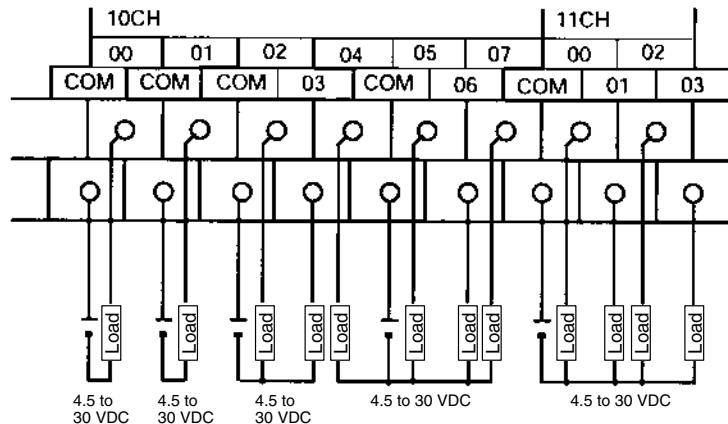 10CH 11CH
00 01 02 04 05 07 00 02
COM COM COM 03 COM 06 COM 01 03
Load Load Load Load Load Load Load Load Load Load Load Load
4.5 to 4.5 to 4.5 to 4.5 to 30 VDC 4.5 to 30 VDC
30 VDC 30 VDC 30 VDC